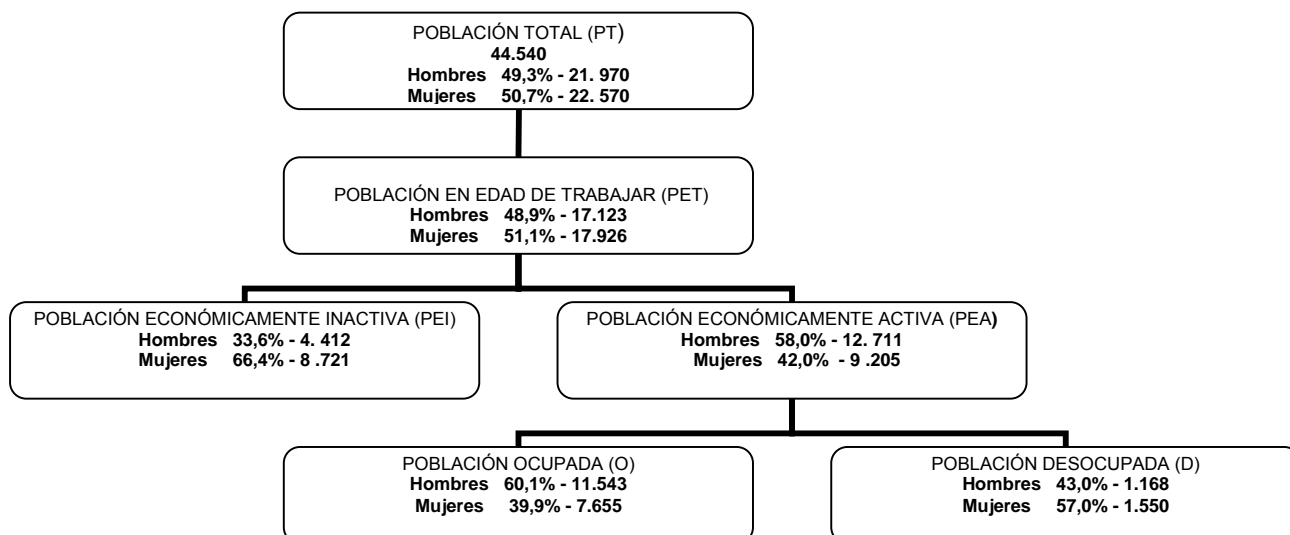 POBLACIÓN TOTAL (PT)
44.540
Hombres 49,3% - 21. 970
Mujeres 50,7% - 22. 570
POBLACIÓN EN EDAD DE TRABAJAR (PET)
Hombres 48,9% - 17.123
Mujeres 51,1% - 17.926
POBLACIÓN ECONÓMICAMENTE INACTIVA (PEI)
Hombres 33,6% - 4. 412
Mujeres 66,4% - 8 .721
POBLACIÓN ECONÓMICAMENTE ACTIVA (PEA)
Hombres 58,0% - 12. 711
Mujeres 42,0% - 9 .205
POBLACIÓN OCUPADA (O)
Hombres 60,1% - 11.543
Mujeres 39,9% - 7.655
POBLACIÓN DESOCUPADA (D)
Hombres 43,0% - 1.168
Mujeres 57,0% - 1.550